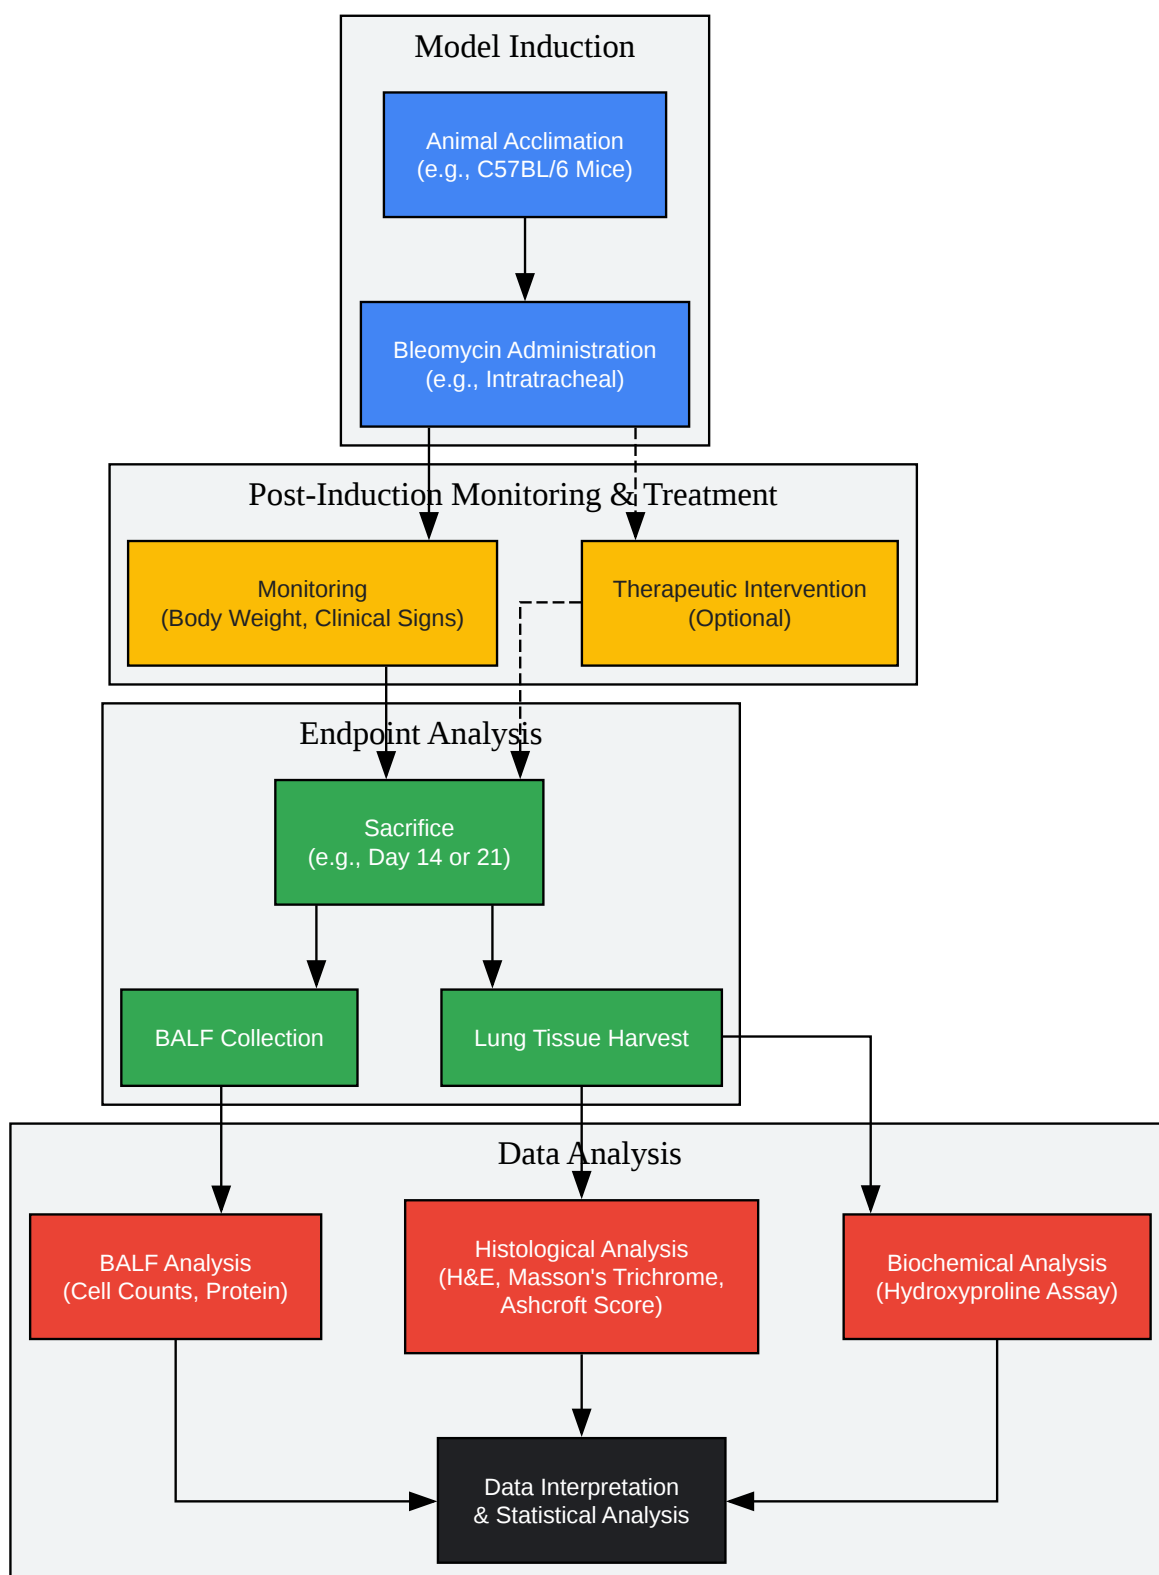 Model Induction
Animal Acclimation
(e.g., C57BL/6 Mice)
Bleomycin Administration
(e.g., Intratracheal)
Post-Induction Monitoring & Treatment
Monitoring
(Body Weight, Clinical Signs)
Therapeutic Intervention
(Optional)
Endpoint Analysis
Sacrifice
(e.g., Day 14 or 21)
BALF Collection
Lung Tissue Harvest
Data Analysis
BALF Analysis
(Cell Counts, Protein)
Histological Analysis
(H&E, Masson's Trichrome,
Ashcroft Score)
Biochemical Analysis
(Hydroxyproline Assay)
Data Interpretation
& Statistical Analysis